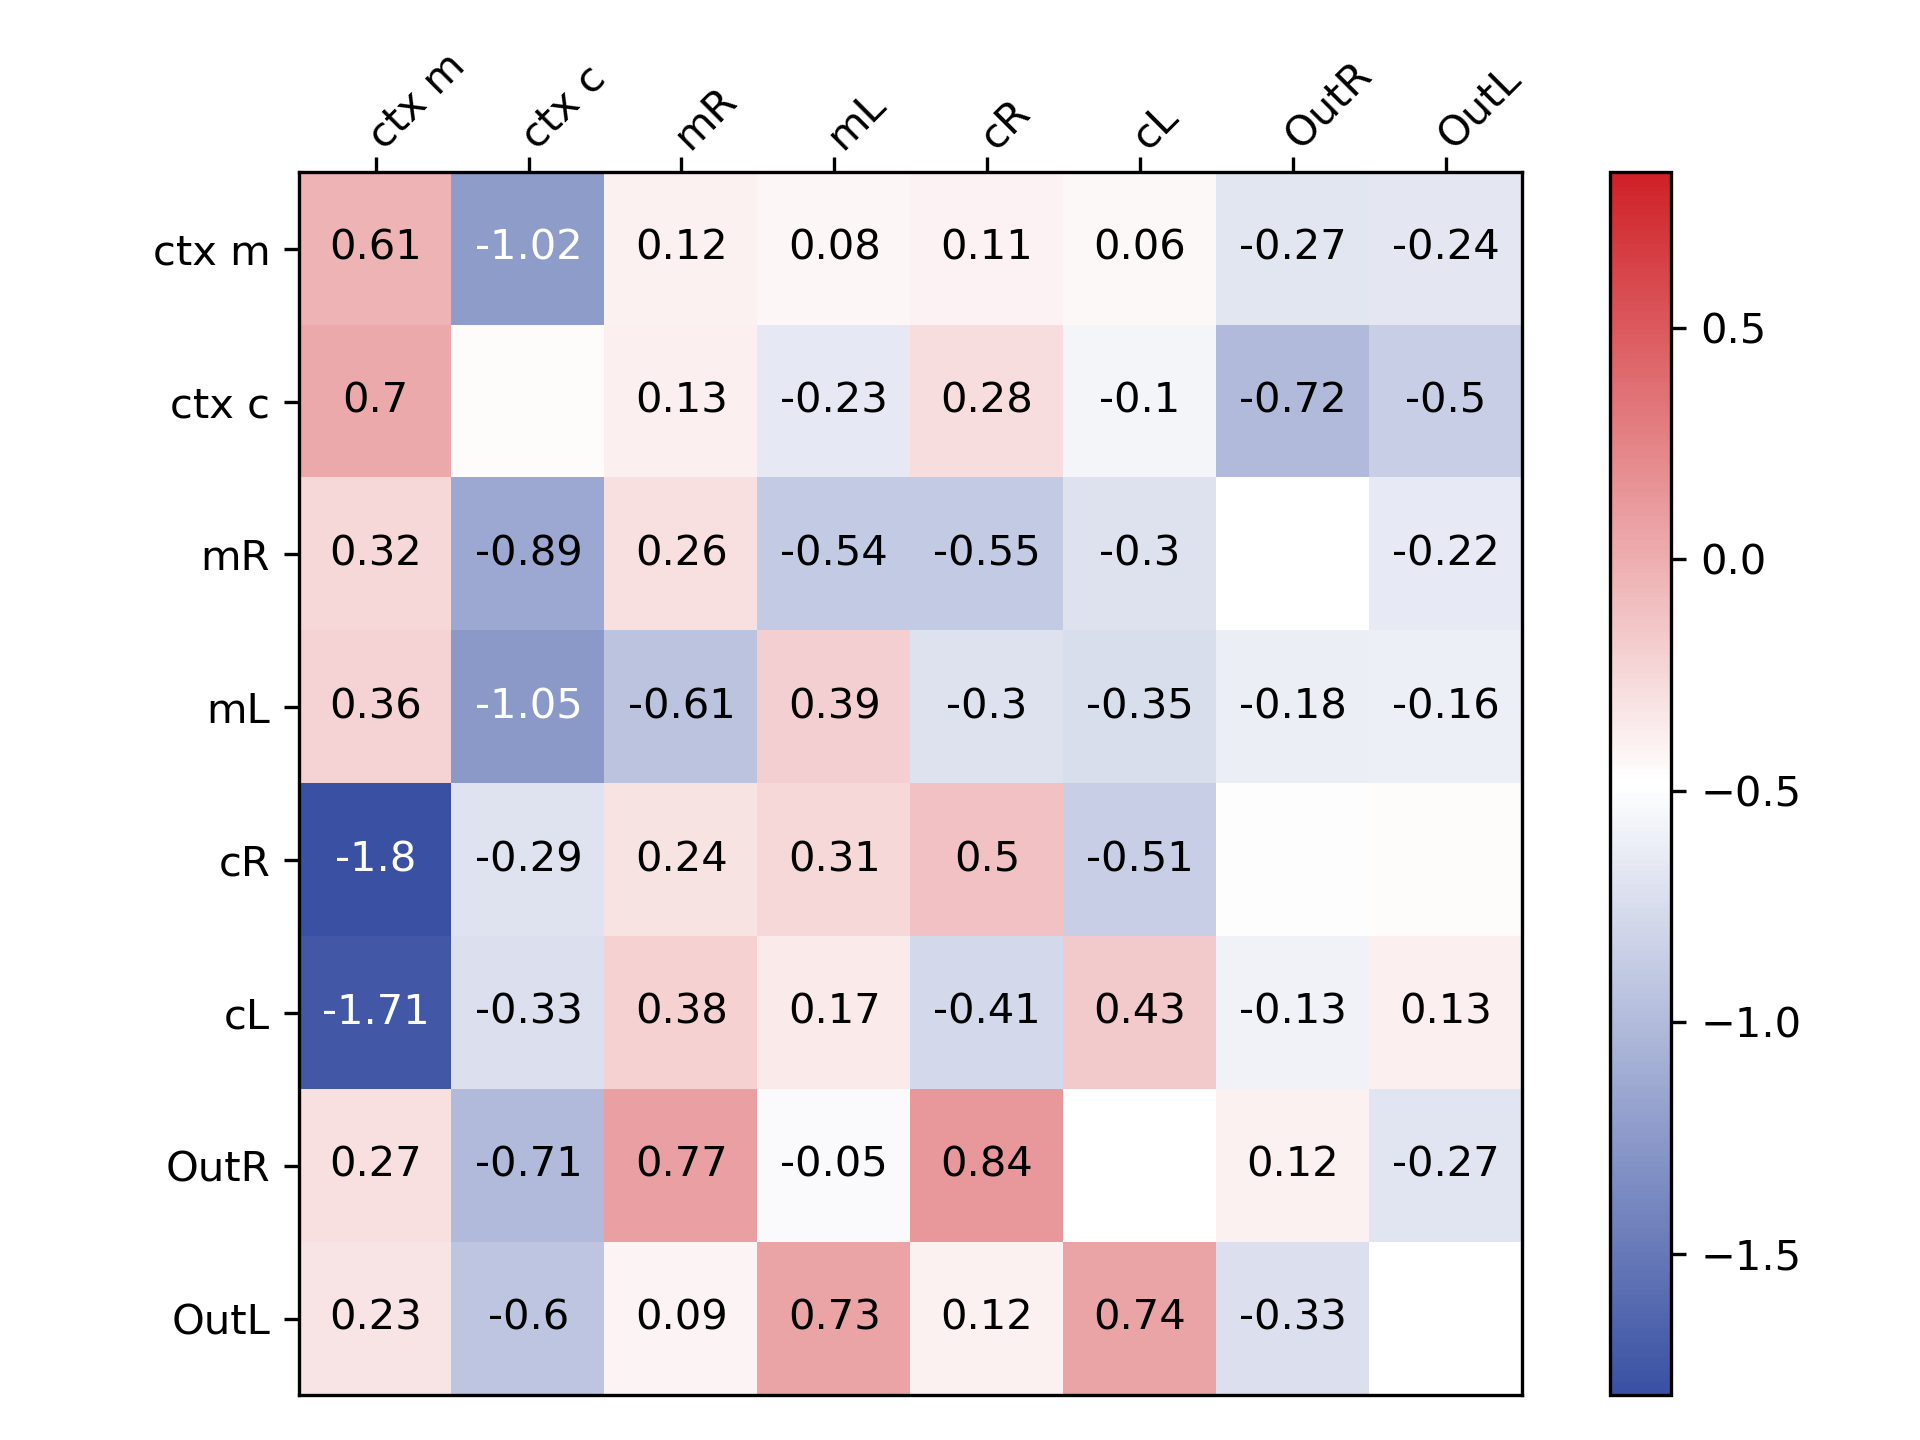 ctx m ctx c mR mL cR cL OutR OutL
ctx m 0.61 -1.02 0.12 0.08 0.11 0.06 -0.27 -0.24
ctx c 0.7 0.13 -0.23 0.28 -0.1 -0.72 -0.5
mR 0.32 -0.89 0.26 -0.54 -0.55 -0.3 -0.22
mL 0.36 -1.05 -0.61 0.39 -0.3 -0.35 -0.18 -0.16
cR -1.8 -0.29 0.24 0.31 0.5 -0.51
cL -1.71 -0.33 0.38 0.17 -0.41 0.43 -0.13 0.13
OutR 0.27 -0.71 0.77 -0.05 0.84 0.12 -0.27
OutL 0.23 -0.6 0.09 0.73 0.12 0.74 -0.33
0.5
0.0
−0.5
−1.0
−1.5